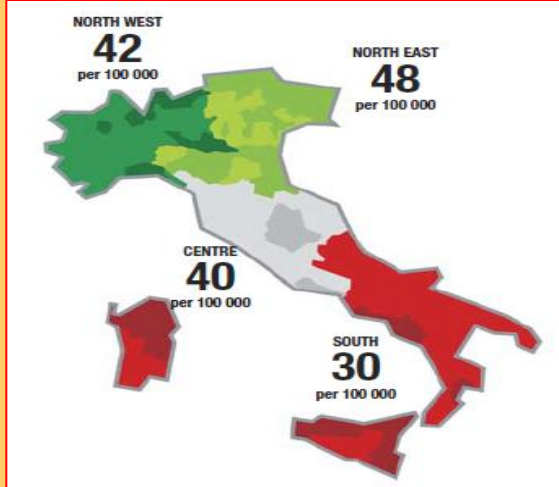 NORTH WEST
42
per 100 000
NORTH EAST
48
per 100 000
CENTRE
40
per 100 000
SOUTH
30
per 100 000